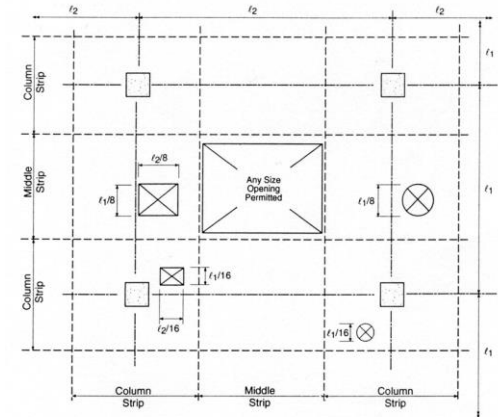 ℓ2
ℓ2
ℓ2
ℓ1
Column
Strip
ℓ2/8
Middle
Strip
ℓ1/8
Any Size
Opening
Permitted
ℓ1/8
ℓ1
Column
Strip
ℓ1/16
ℓ2/16
ℓ1/16
ℓ1
Column
Strip
Middle
Strip
Column
Strip